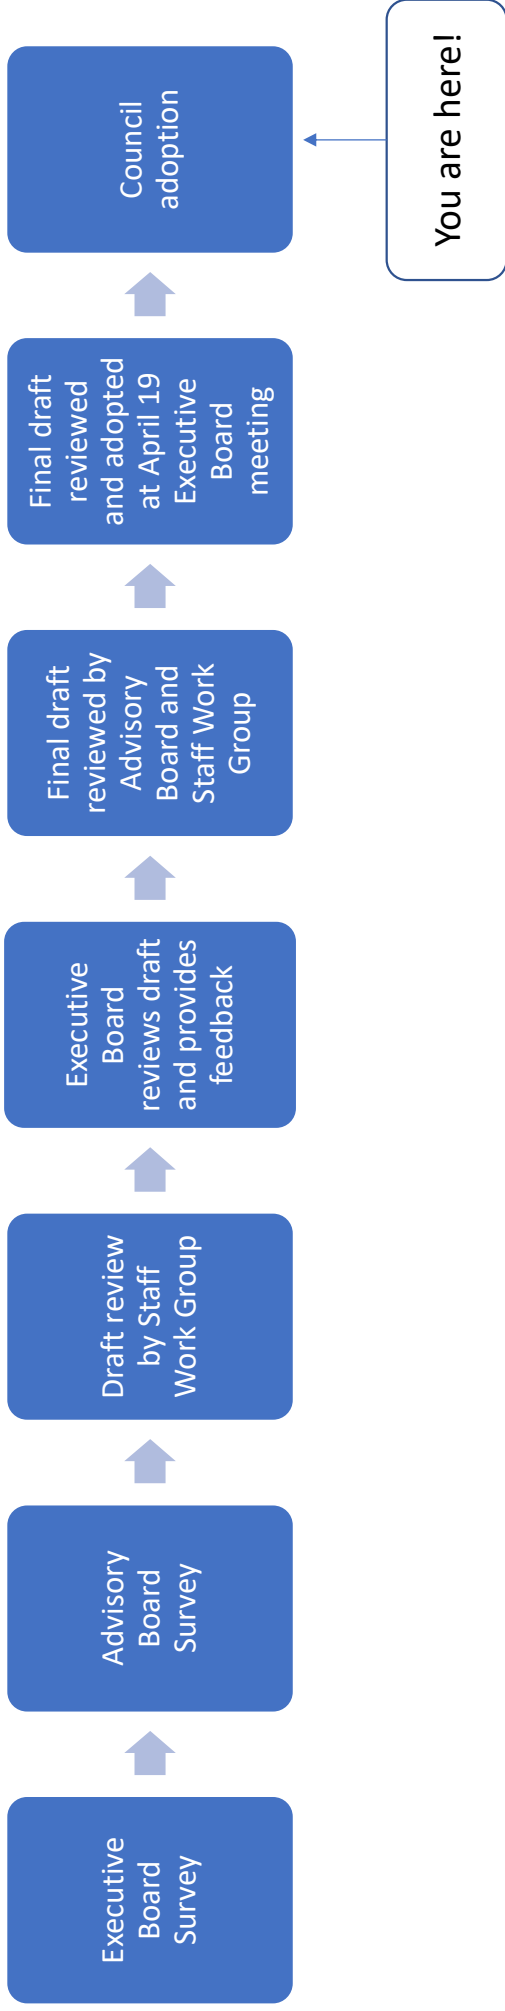 Executive
Board
Survey
Advisory
Board
Survey
Draft review
by Staff
Work Group
Executive
Board
reviews draft
and provides
feedback
Final draft
reviewed by
Advisory
Board and
Staff Work
Group
Final draft
reviewed
and adopted
at April 19
Executive
Board
meeting
Council
adoption
You are here!